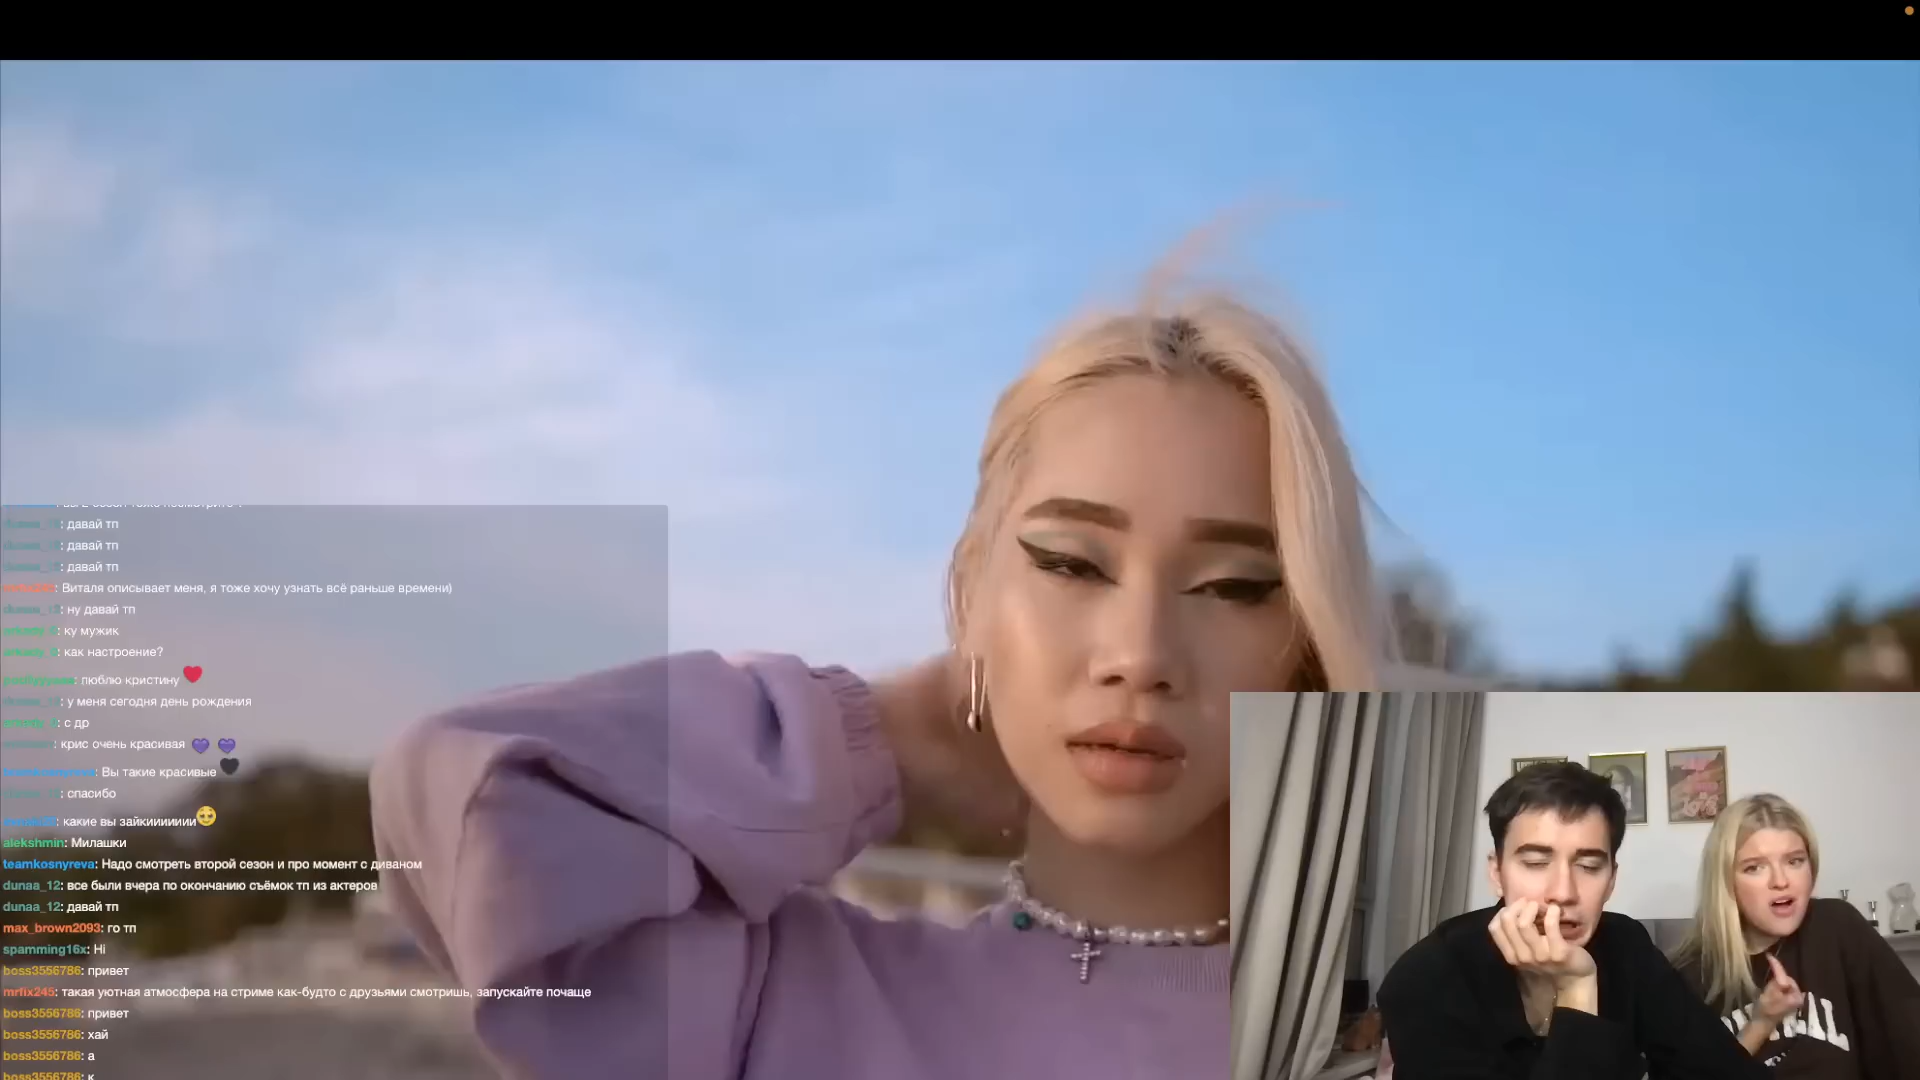 : давай тп
: давай тп
: давай тп
: Виталя описывает меня, я тоже хочу узнать всё раньше времени)
: ну давай тп
: ку мужик
: как настроение?
: люблю кристину
: у меня сегодня день рождения
: с др
: крис очень красивая
: Вы такие красивые
: спасибо
: какие вы зайкииииии
alekshmin: Милашки
teamkosnyreva: Надо смотреть второй сезон и про момент с диваном
dunaa_12: все были вчера по окончанию съёмок тп из актеров
dunaa_12: давай тп
max_brown2093: го тп
spamming16x: Hi
boss3556786: привет
mrfix245: такая уютная атмосфера на стриме как-будто с друзьями смотришь, запускайте почаще
boss3556786: привет
boss3556786: хай
boss3556786: а
boss3556786: к